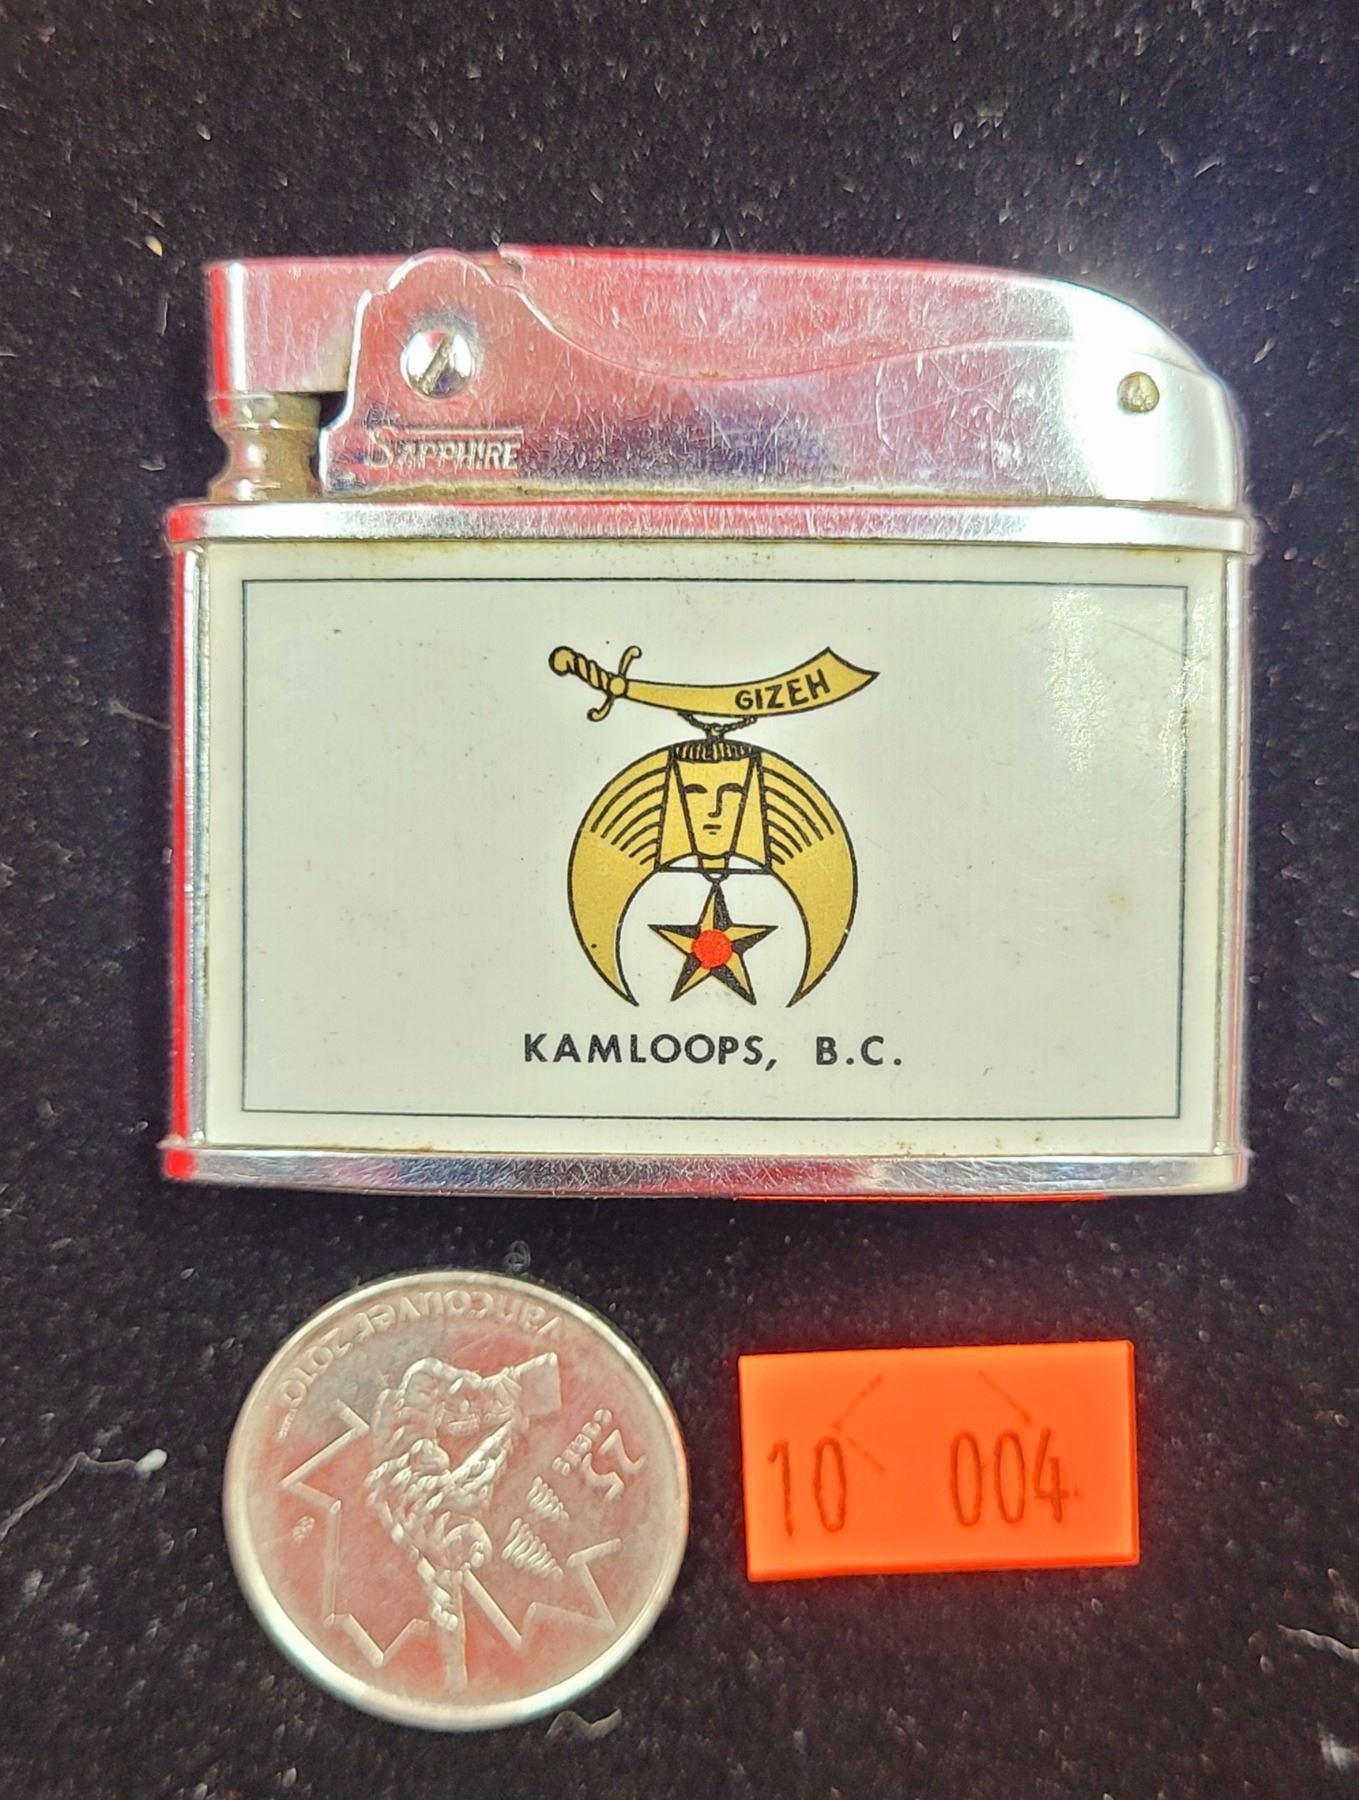 SAPPHIRE
GIZEH
KAMLOOPS, B.C.
vancouver 2010
25
cents
10 004